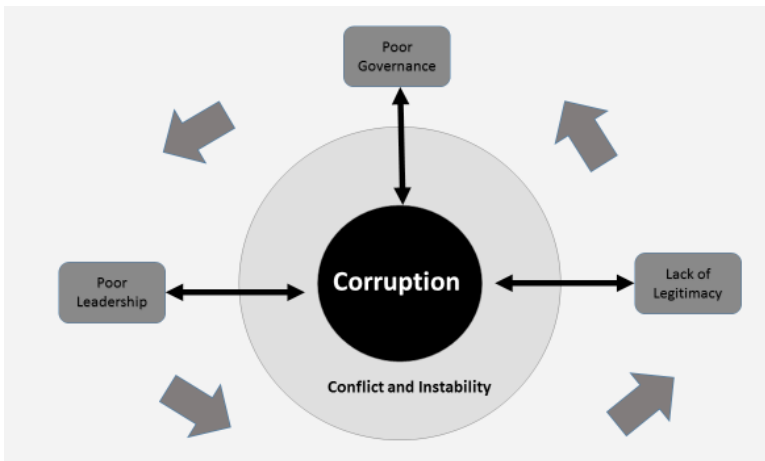 Poor
Governance
Corruption
Poor
Leadership
Lack of
Legitimacy
Conflict and Instability